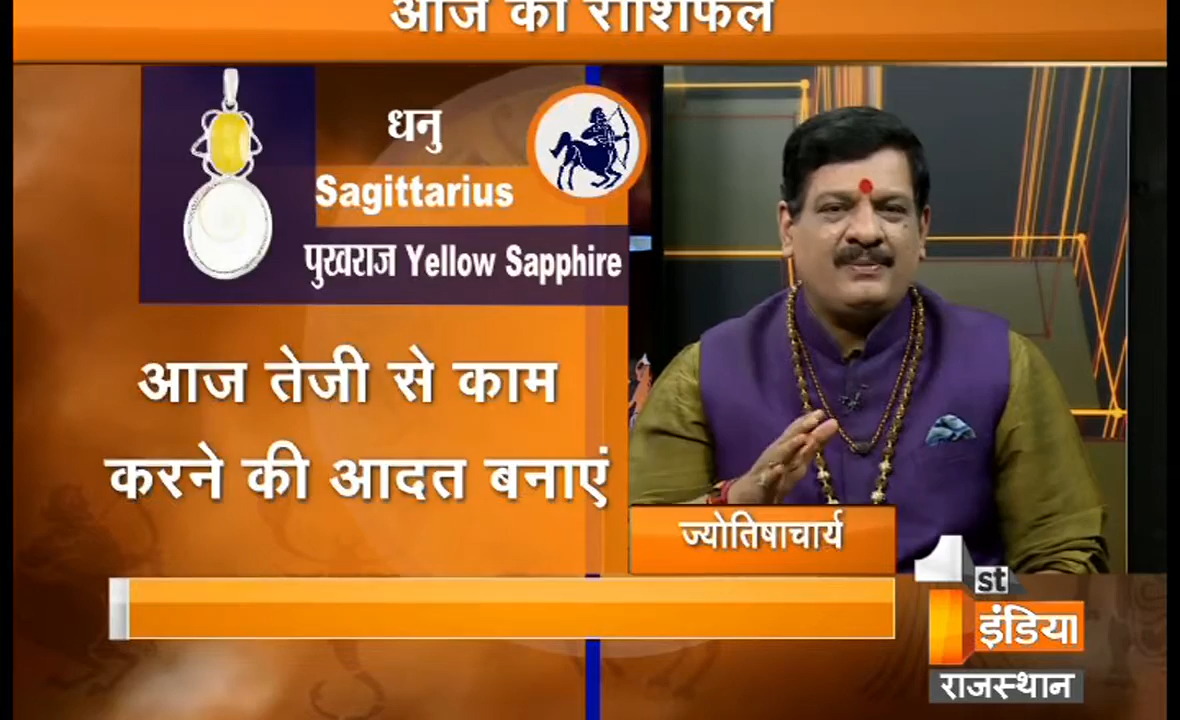 आज का राशिफल
धनु
Sagittarius
पुखराज Yellow Sapphire
आज तेजी से काम
करने की आदत बनाएं
ज्योतिषाचार्य
1st
इंडिया
राजस्थान